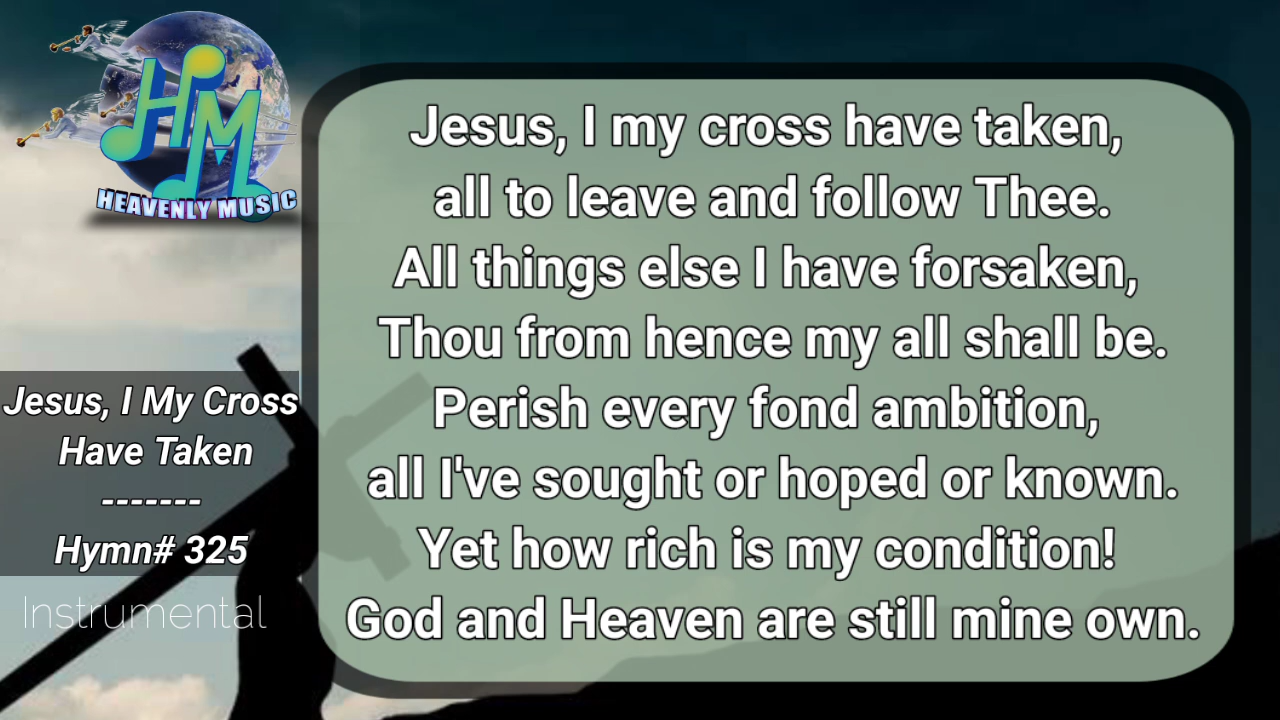 HM
HEAVENLY MUSIC
Jesus, I My Cross
Have Taken
-------
Hymn# 325
Instrumental
Jesus, I my cross have taken,
all to leave and follow Thee.
All things else I have forsaken,
Thou from hence my all shall be.
Perish every fond ambition,
all I've sought or hoped or known.
Yet how rich is my condition!
God and Heaven are still mine own.